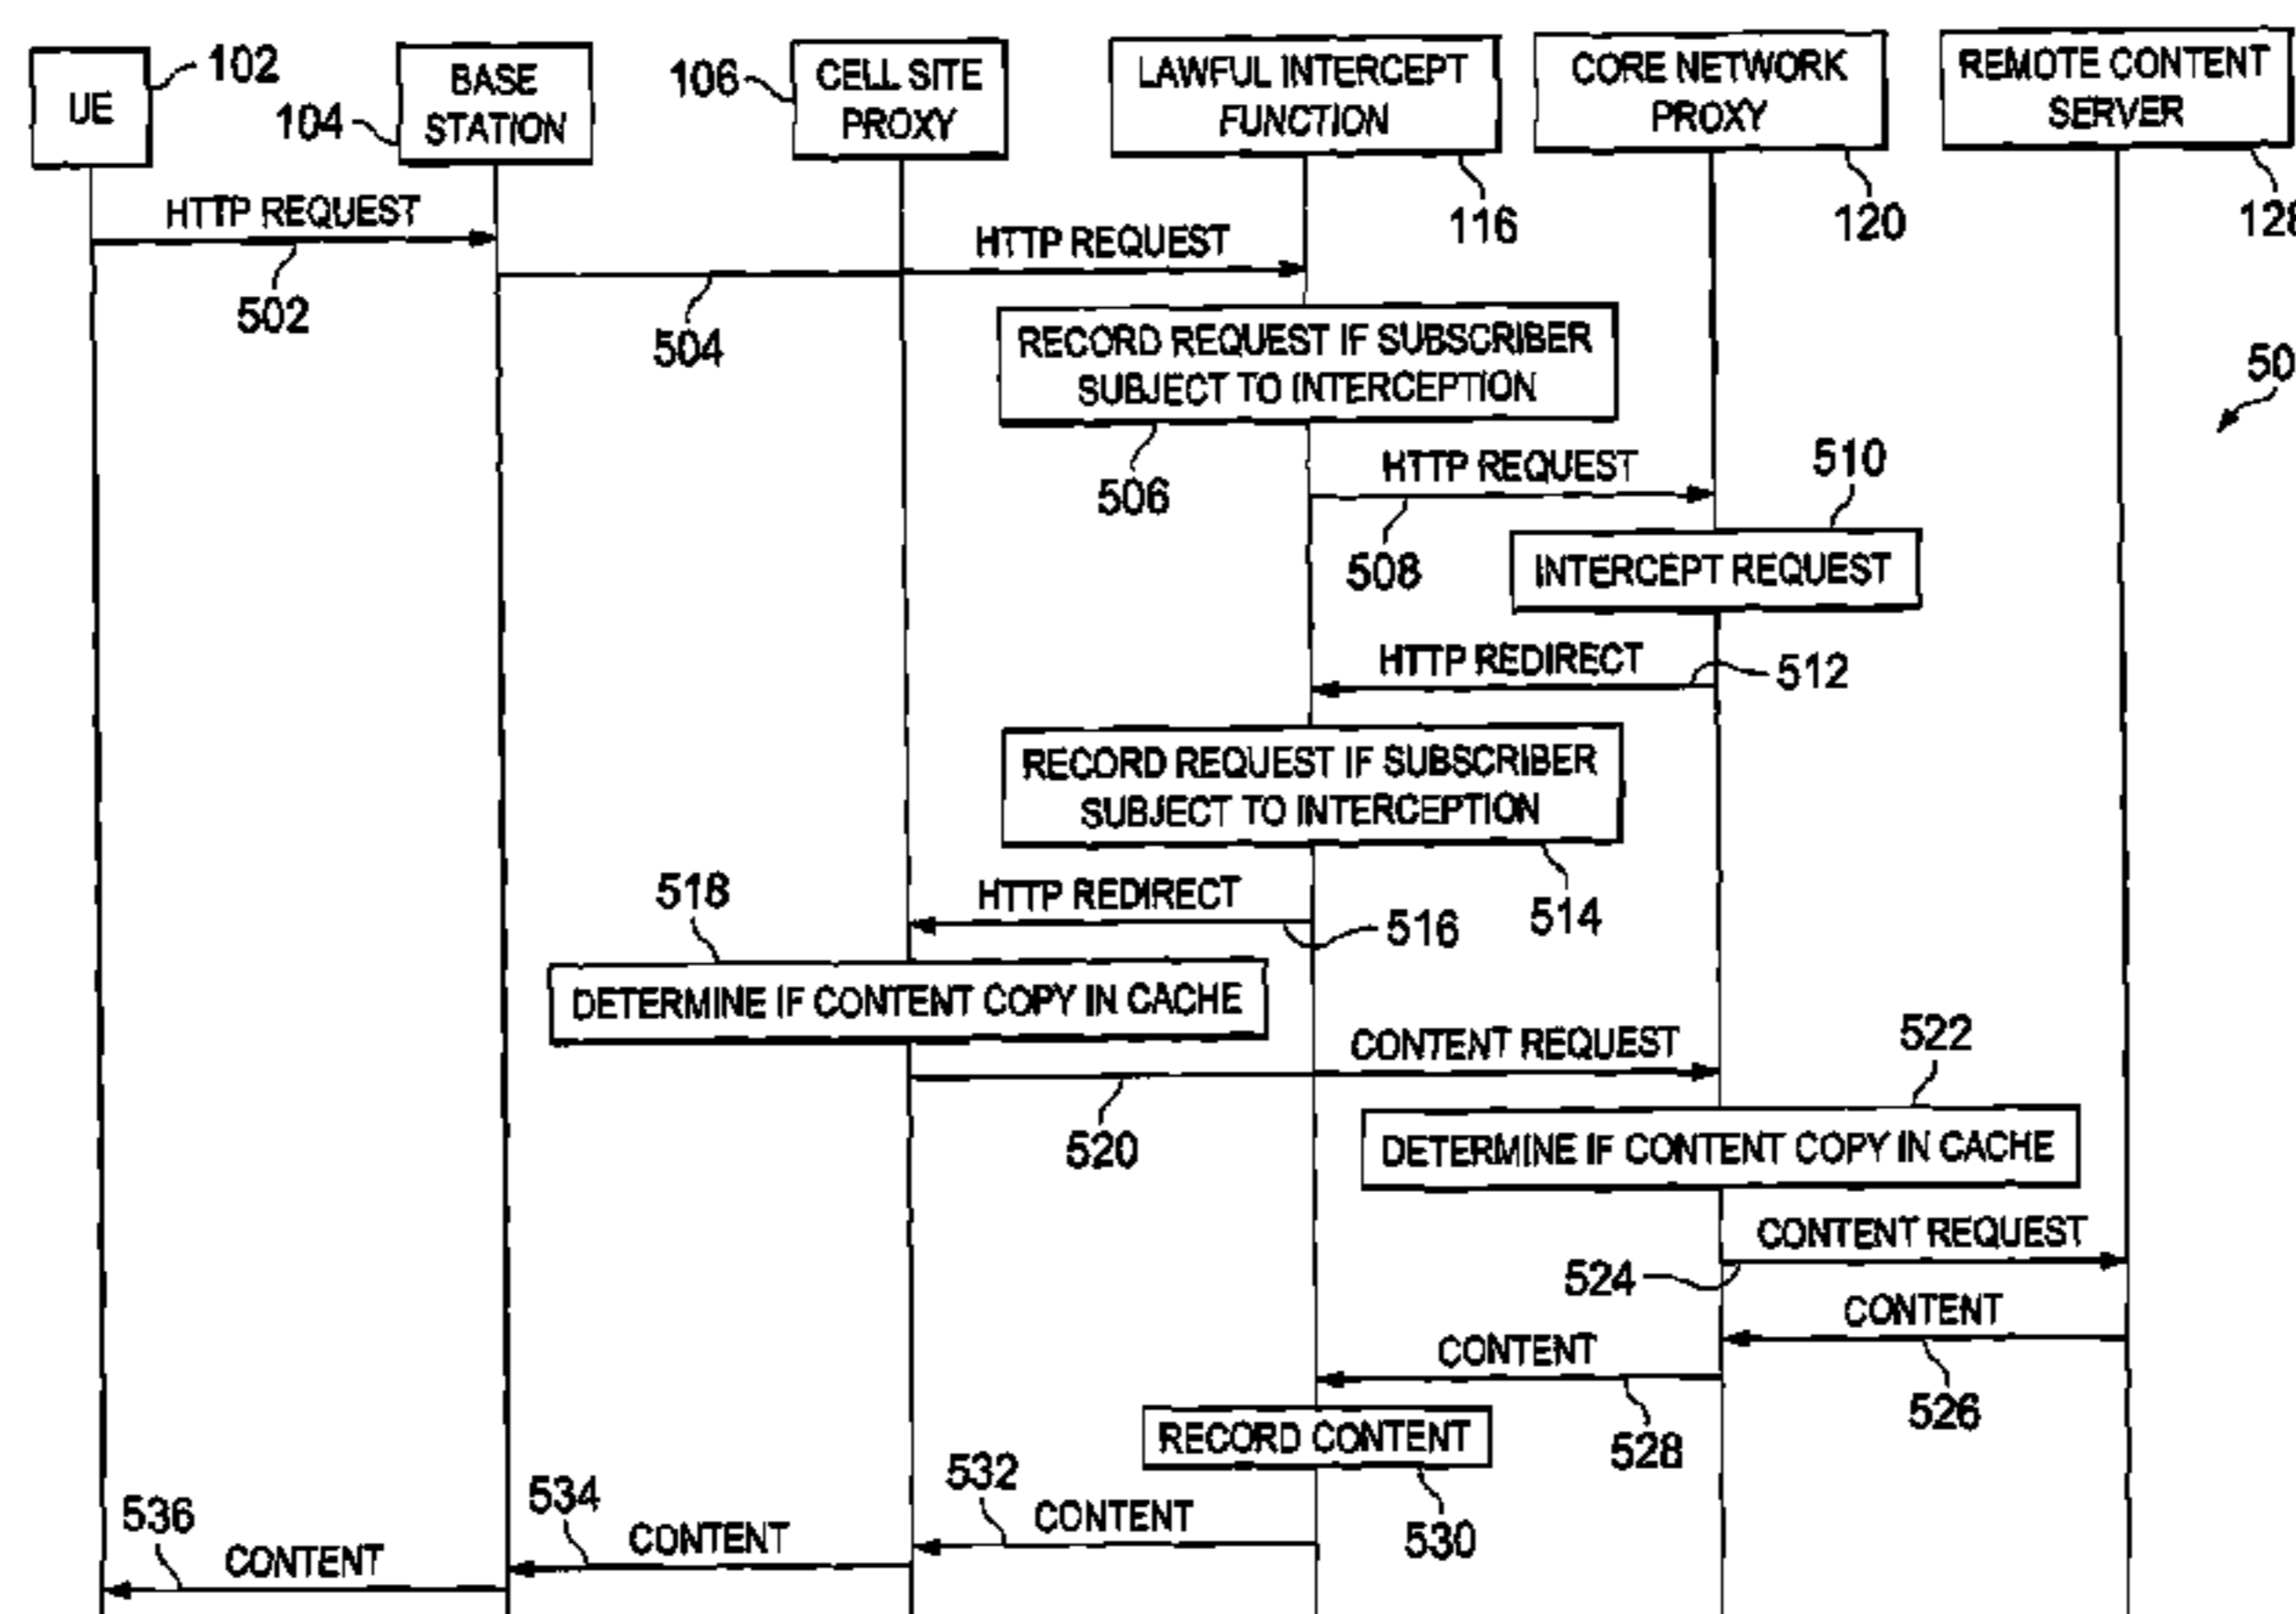 UE
102
104
BASE
STATION
106
CELL SITE
PROXY
LAWFUL INTERCEPT
FUNCTION
116
CORE NETWORK
PROXY
120
REMOTE CONTENT
SERVER
128
HTTP REQUEST
502
HTTP REQUEST
504
50
RECORD REQUEST IF SUBSCRIBER
SUBJECT TO INTERCEPTION
506
HTTP REQUEST
508
510
INTERCEPT REQUEST
HTTP REDIRECT
512
RECORD REQUEST IF SUBSCRIBER
SUBJECT TO INTERCEPTION
514
HTTP REDIRECT
516
518
DETERMINE IF CONTENT COPY IN CACHE
CONTENT REQUEST
520
522
DETERMINE IF CONTENT COPY IN CACHE
CONTENT REQUEST
524
CONTENT
526
CONTENT
528
RECORD CONTENT
530
532
CONTENT
534
CONTENT
536
CONTENT